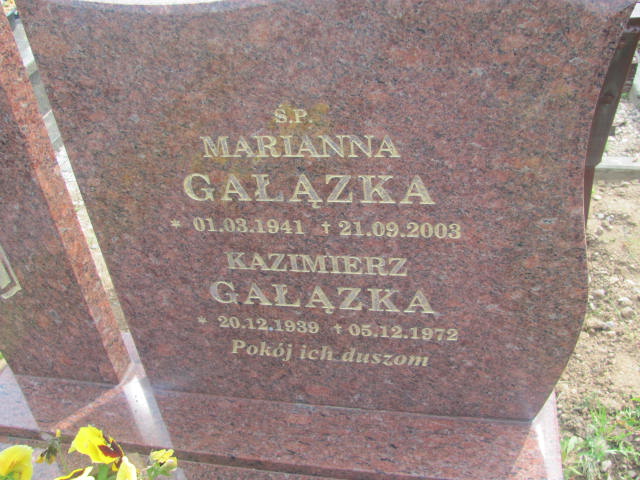 Ś.P.
MARIANNA
GAŁĄZKA
* 01.03.1941 † 21.09.2003
KAZIMIERZ
GAŁĄZKA
* 20.12.1939 † 05.12.1972
Pokój ich duszom